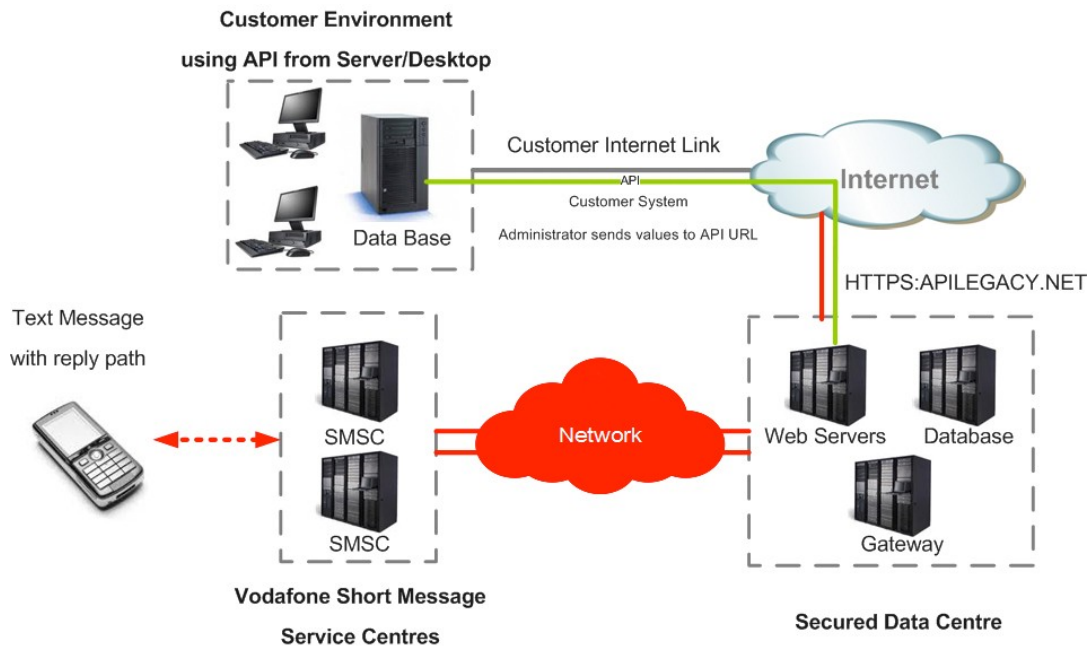 Customer Environment
using API from Server/Desktop
Data Base
Customer Internet Link
API
Customer System
Administrator sends values to API URL
Internet
HTTPS:APILEGACY.NET
Text Message
with reply path
SMSC
SMSC
Network
Web Servers
Database
Gateway
Vodafone Short Message
Service Centres
Secured Data Centre